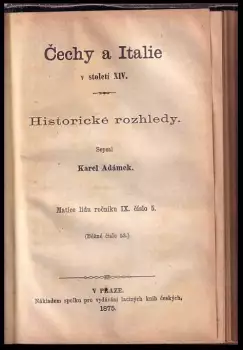 Čechy a Italie
v století XIV.
Historické rozhledy.
Sepsal
Karel Adámek.
Matice lidu ročníku IX. číslo 5.
(Běžné číslo 53.)
V PRAZE.
Nákladem spolku pro vydávání laciných knih českých.
1875.